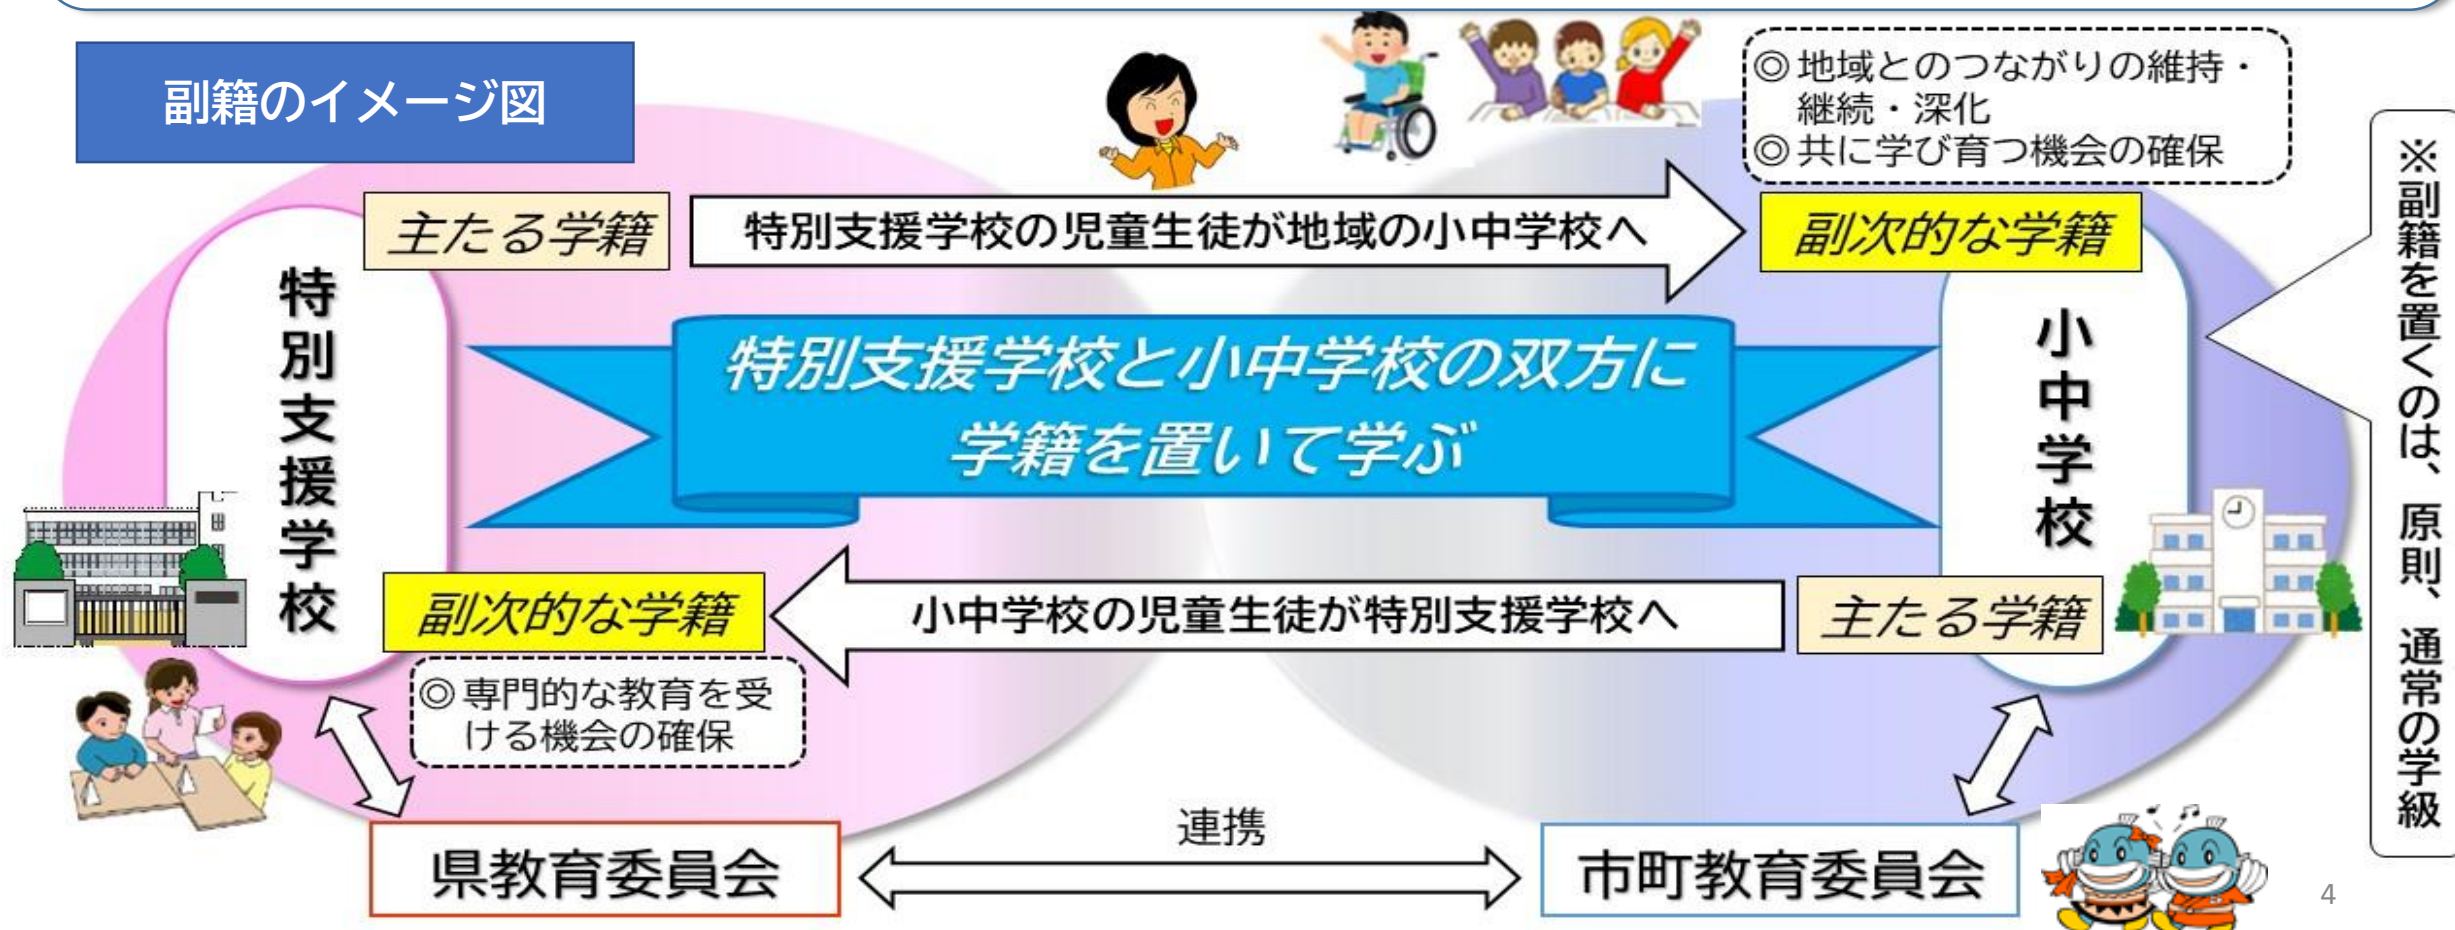 副籍のイメージ図
◎ 地域とのつながりの維持・
継続・深化
◎ 共に学び育つ機会の確保
主たる学籍
特別支援学校の児童生徒が地域の小中学校へ
副次的な学籍
特別支援学校
特別支援学校と小中学校の双方に
学籍を置いて学ぶ
小中学校
※副籍を置くのは、原則、通常の学級
副次的な学籍
小中学校の児童生徒が特別支援学校へ
主たる学籍
◎ 専門的な教育を受
ける機会の確保
県教育委員会
連携
市町教育委員会
4